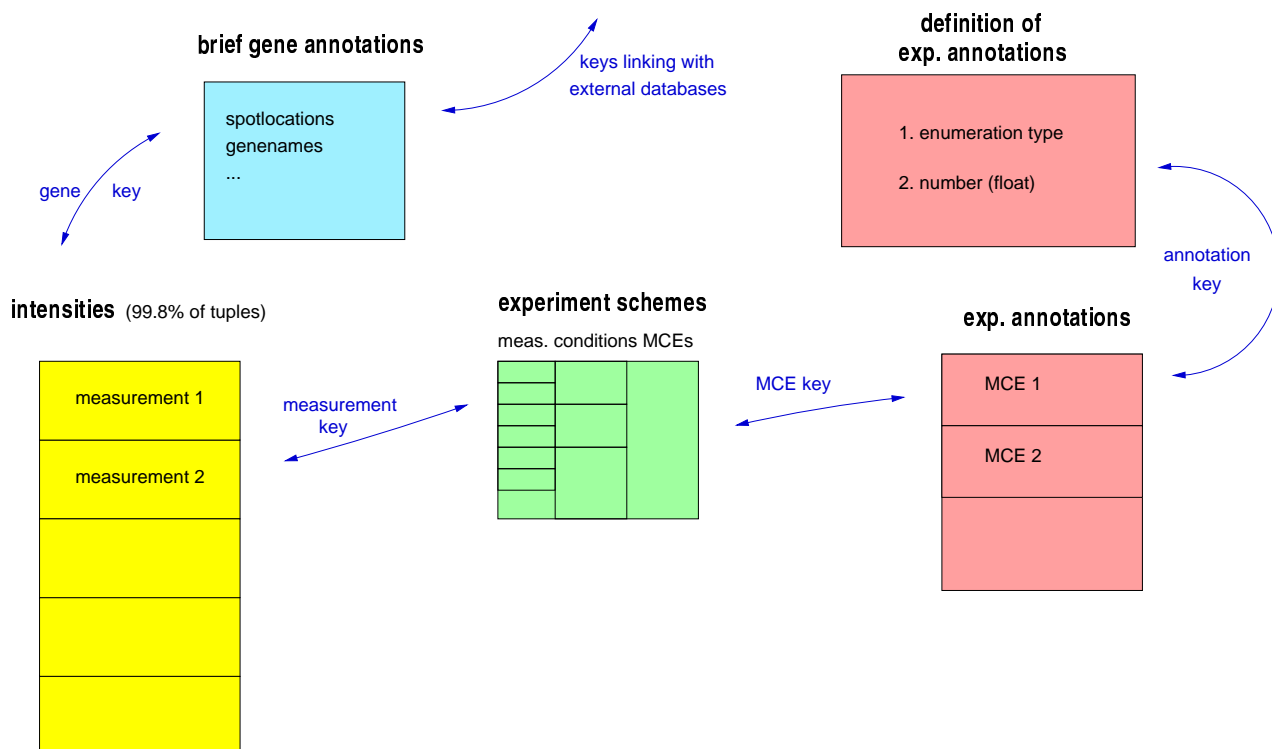 brief gene annotations
keys linking with
external databases
definition of
exp. annotations
spotlocations
genenames
...
1. enumeration type
2. number (float)
gene key
annotation
key
intensities (99.8% of tuples)
experiment schemes
meas. conditions MCEs
exp. annotations
measurement 1
measurement 2
measurement
key
MCE key
MCE 1
MCE 2